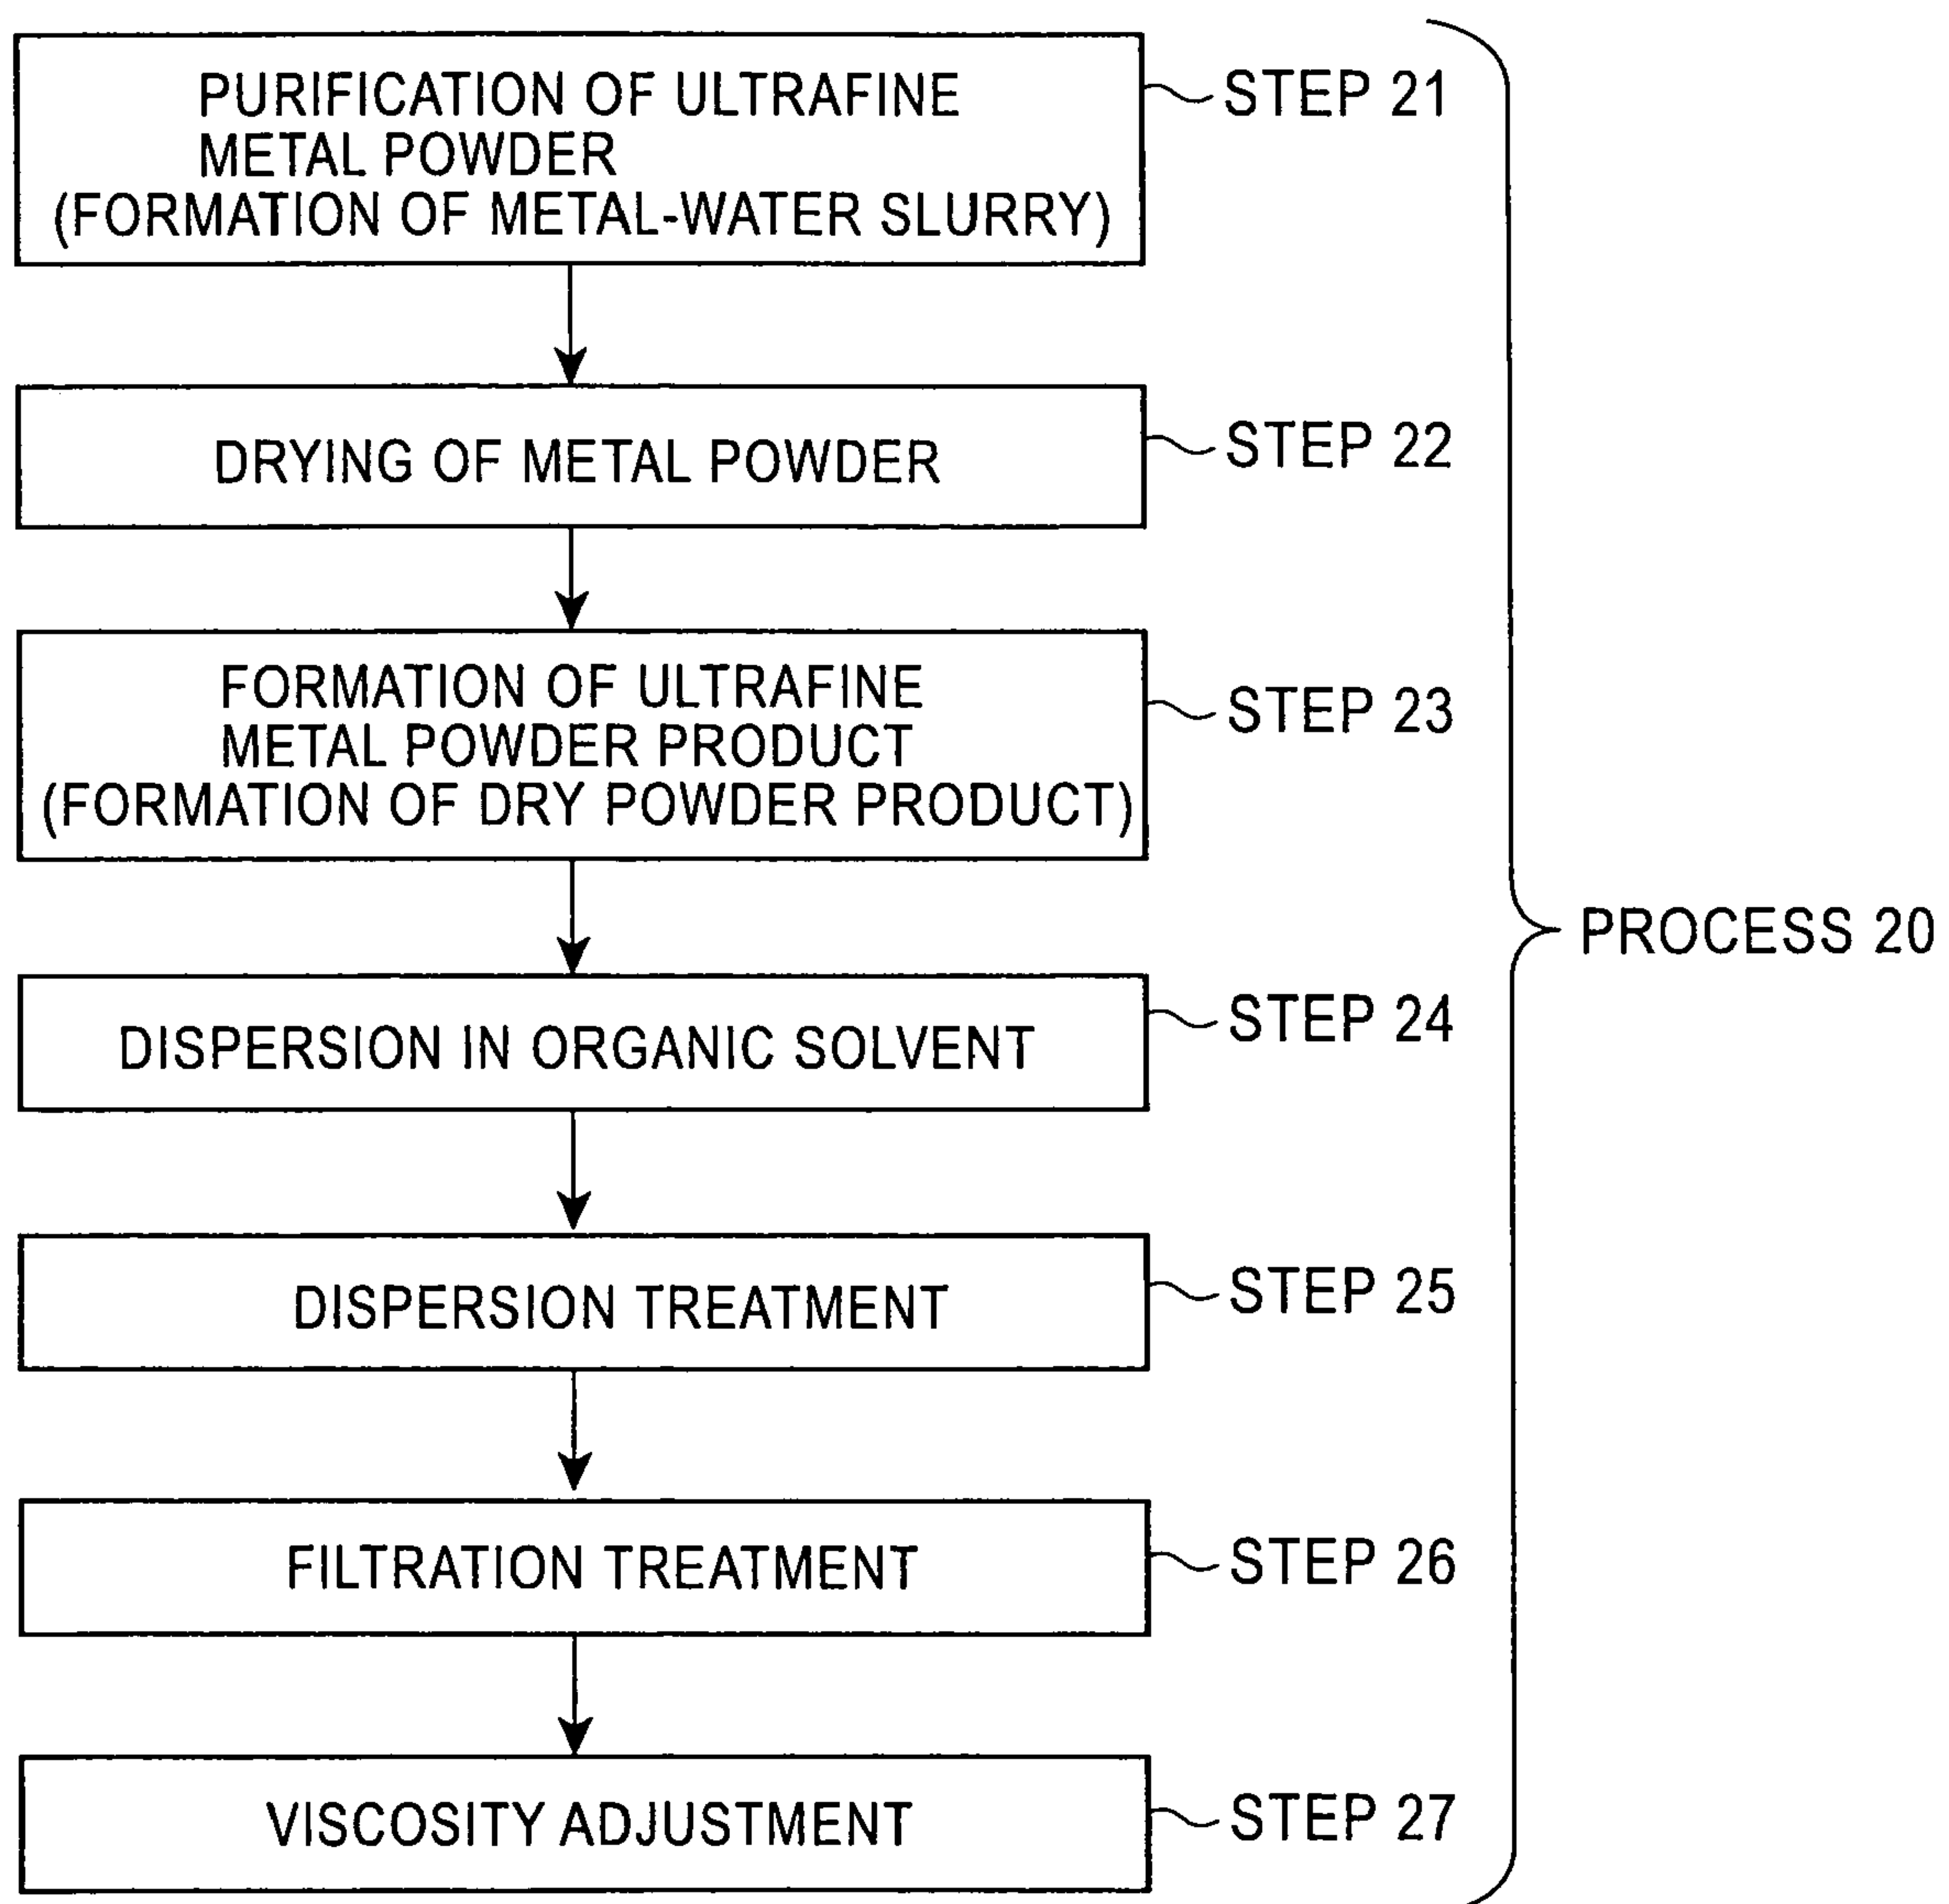 PURIFICATION OF ULTRAFINE
METAL POWDER
(FORMATION OF METAL-WATER SLURRY)
STEP 21
DRYING OF METAL POWDER
STEP 22
FORMATION OF ULTRAFINE
METAL POWDER PRODUCT
(FORMATION OF DRY POWDER PRODUCT)
STEP 23
PROCESS 20
DISPERSION IN ORGANIC SOLVENT
STEP 24
DISPERSION TREATMENT
STEP 25
FILTRATION TREATMENT
STEP 26
VISCOSITY ADJUSTMENT
STEP 27